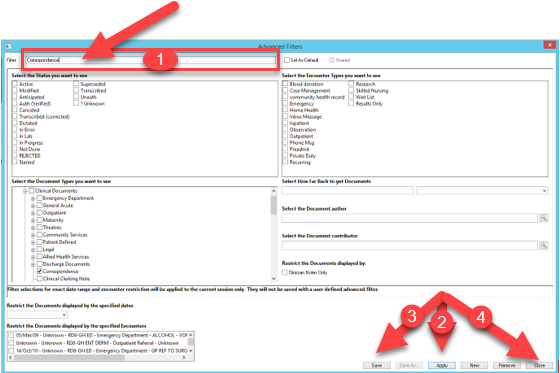 1
Advanced Filters
Filter Correspondence Set As Default Shared
Select the Status you want to see
Active Superseded
Modified Transcribed
Anticipated Unauth
Auth (Verified) ? Unknown
Canceled
Transcribed (corrected)
Dictated
In Error
In Lab
In Progress
Not Done
REJECTED
Started
Select the Encounter Types you want to see
Blood donation Research
Case Management Skilled Nursing
community health record Wait List
Emergency Results Only
Home Health
Inbox Message
Inpatient
Observation
Outpatient
Phone Msg
Preadmit
Private Duty
Recurring
Select the Document Types you want to see
Clinical Documents
Emergency Department
General Acute
Outpatient
Maternity
Theatres
Community Services
Patient Defined
Legal
Allied Health Services
Discharge Documents
Correspondence
Clinical Clerking Note
Select How Far Back to get Documents
Select the Document author
Select the Document contributor
Restrict the Documents displayed by:
Clinician Notes Only
Filter selections for exact date range and encounter restriction will be applied to the current session only. They will not be saved with a user-defined advanced filter.
Restrict the Documents displayed by the specified dates
Restrict the Documents displayed by the specified Encounters
05/Mar/09 - Unknown - RD8-GH ED - Emergency Department - ALCOHOL - VOM
Unknown - Unknown - RD8-GH ENT DERM - Outpatient Referral - Unknown
14/Oct/10 - Unknown - RD8-GH ED - Emergency Department - GP REF TO SURG
3 2 4
Save Save As... Apply New Remove Close